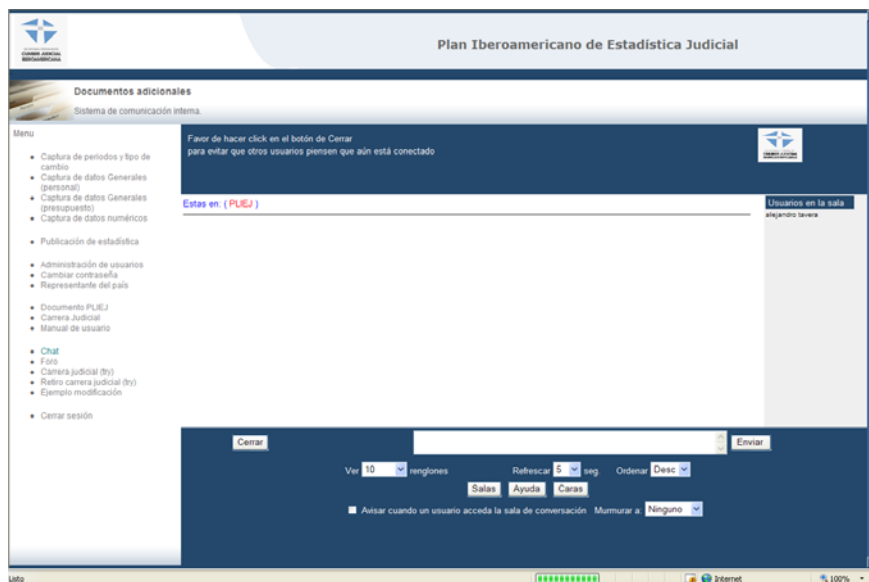 CUMBRE JUDICIAL
IBEROAMERICANA
Plan Iberoamericano de Estadística Judicial
Documentos adicionales
Sistema de comunicación interna.
Menu
Captura de periodos y tipo de
cambio
Captura de datos Generales
(personal)
Captura de datos Generales
(presupuesto)
Captura de datos numéricos
Publicación de estadística
Administración de usuarios
Cambiar contraseña
Representante del país
Documento PLIEJ
Carrera Judicial
Manual de usuario
Chat
Foro
Carrera judicial (try)
Retiro carrera judicial (try)
Ejemplo modificación
Cerrar sesión
Favor de hacer click en el botón de Cerrar
para evitar que otros usuarios piensen que aún está conectado
Estas en: ( PLIEJ )
Usuarios en la sala
alejandro tavera
Cerrar
Enviar
Ver 10 renglones Refrescar 5 seg. Ordenar Desc
Salas Ayuda Caras
Avisar cuando un usuario acceda la sala de conversación Murmurar a: Ninguno
Listo
Internet
100%